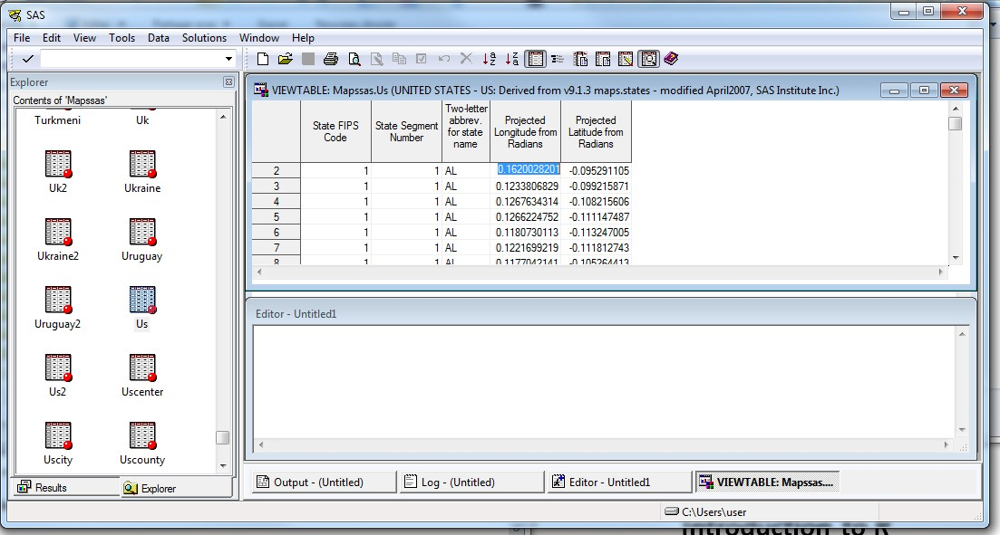 SAS
File Edit View Tools Data Solutions Window Help
Explorer
Contents of 'Mapssas'
Turkmeni Uk
Uk2 Ukraine
Ukraine2 Uruguay
Uruguay2 Us
Us2 Uscenter
Uscity Uscounty
Results Explorer
VIEWTABLE: Mapssas.Us (UNITED STATES - US: Derived from v9.1.3 maps.states - modified April2007, SAS Institute Inc.)
State FIPS Code State Segment Number Two-letter abbrev. for state name Projected Longitude from Radians Projected Latitude from Radians
2 1 1 AL 0.1620028201 -0.095291105
3 1 1 AL 0.1233806829 -0.099215871
4 1 1 AL 0.1267634314 -0.108215606
5 1 1 AL 0.1266224752 -0.111147487
6 1 1 AL 0.1180730113 -0.113247005
7 1 1 AL 0.1221699219 -0.111812743
8 1 1 AL 0.1177042141 -0.105264413
Editor - Untitled1
Output - (Untitled) Log - (Untitled) Editor - Untitled1 VIEWTABLE: Mapssas....
C:\Users\user
Introduction to R